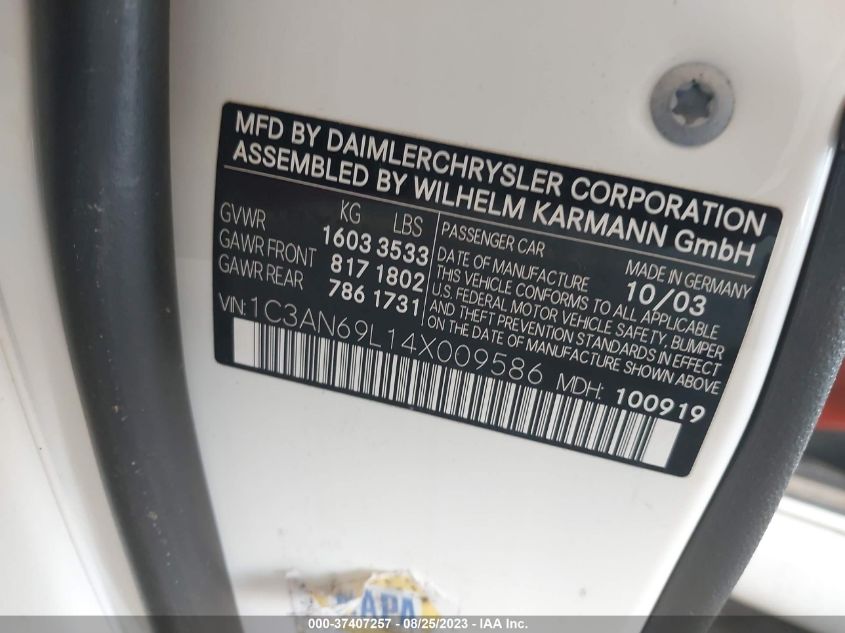 MFD BY DAIMLERCHRYSLER CORPORATION
ASSEMBLED BY WILHELM KARMANN GmbH
KG LBS
GVWR 1603 3533
GAWR FRONT 817 1802
GAWR REAR 786 1731
PASSENGER CAR MADE IN GERMANY
DATE OF MANUFACTURE 10/03
THIS VEHICLE CONFORMS TO ALL APPLICABLE
U.S. FEDERAL MOTOR VEHICLE SAFETY, BUMPER
AND THEFT PREVENTION STANDARDS IN EFFECT
ON THE DATE OF MANUFACTURE SHOWN ABOVE
VIN: 1C3AN69L14X009586 MDH: 100919
APA
000-37407257 - 08/25/2023 - IAA Inc.